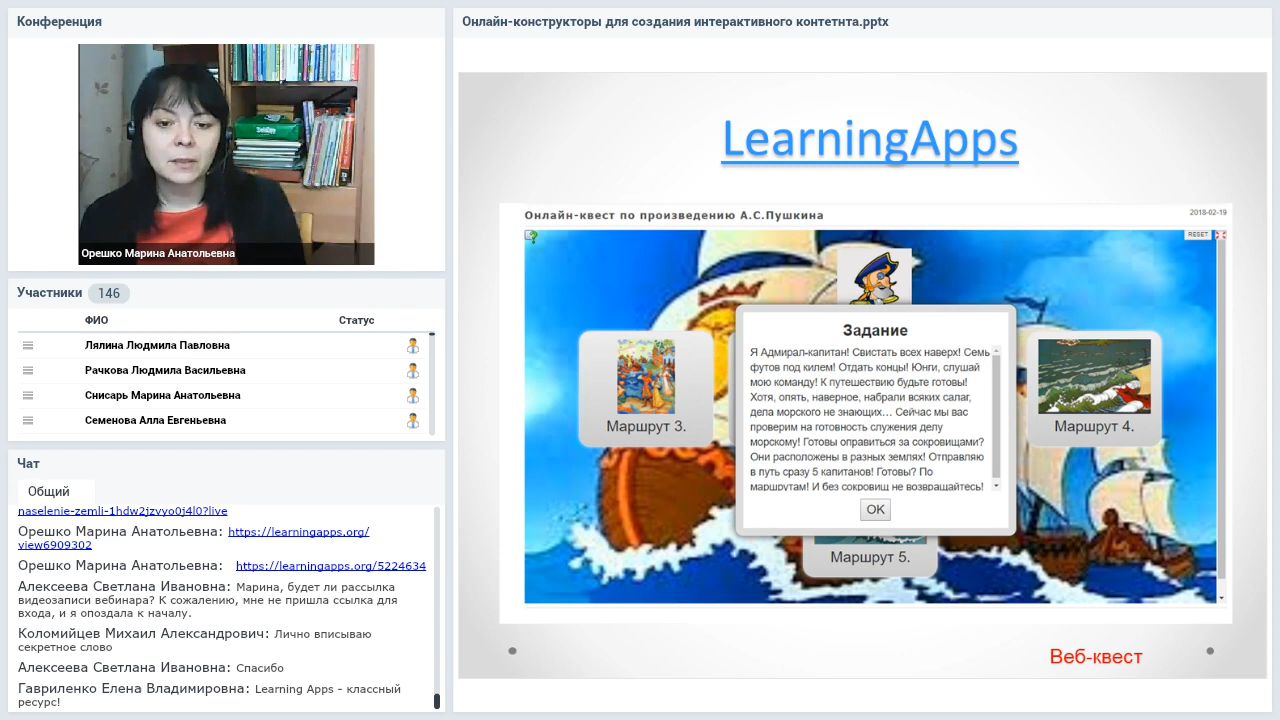 Конференция
Орешко Марина Анатольевна
Участники 146
ФИО Статус
Лялина Людмила Павловна
Рачкова Людмила Васильевна
Снисарь Марина Анатольевна
Семенова Алла Евгеньевна
Чат
Общий
naselenie-zemli-1hdw2jzvyo0j4l0?live
Орешко Марина Анатольевна: https://learningapps.org/
view6909302
Орешко Марина Анатольевна: https://learningapps.org/5224634
Алексеева Светлана Ивановна: Марина, будет ли рассылка
видеозаписи вебинара? К сожалению, мне не пришла ссылка для
входа, и я опоздала к началу.
Коломийцев Михаил Александрович: Лично вписываю
секретное слово
Алексеева Светлана Ивановна: Спасибо
Гавриленко Елена Владимировна: Learning Apps - классный
ресурс!
Онлайн-конструкторы для создания интерактивного контетнта.pptx
LearningApps
Онлайн-квест по произведению А.С.Пушкина
2018-02-19
RESET
Задание
Я Адмирал-капитан! Свистать всех наверх! Семь
футов под килем! Отдать концы! Юнги, слушай
мою команду! К путешествию будьте готовы!
Хотя, опять, наверное, набрали всяких салаг,
дела морского не знающих… Сейчас мы вас
проверим на готовность служения делу
морскому! Готовы оправиться за сокровищами?
Они расположены в разных землях! Отправляю
в путь сразу 5 капитанов! Готовы? По
маршрутам! И без сокровищ не возвращайтесь!
OK
Маршрут 3.
Маршрут 4.
Маршрут 5.
Веб-квест